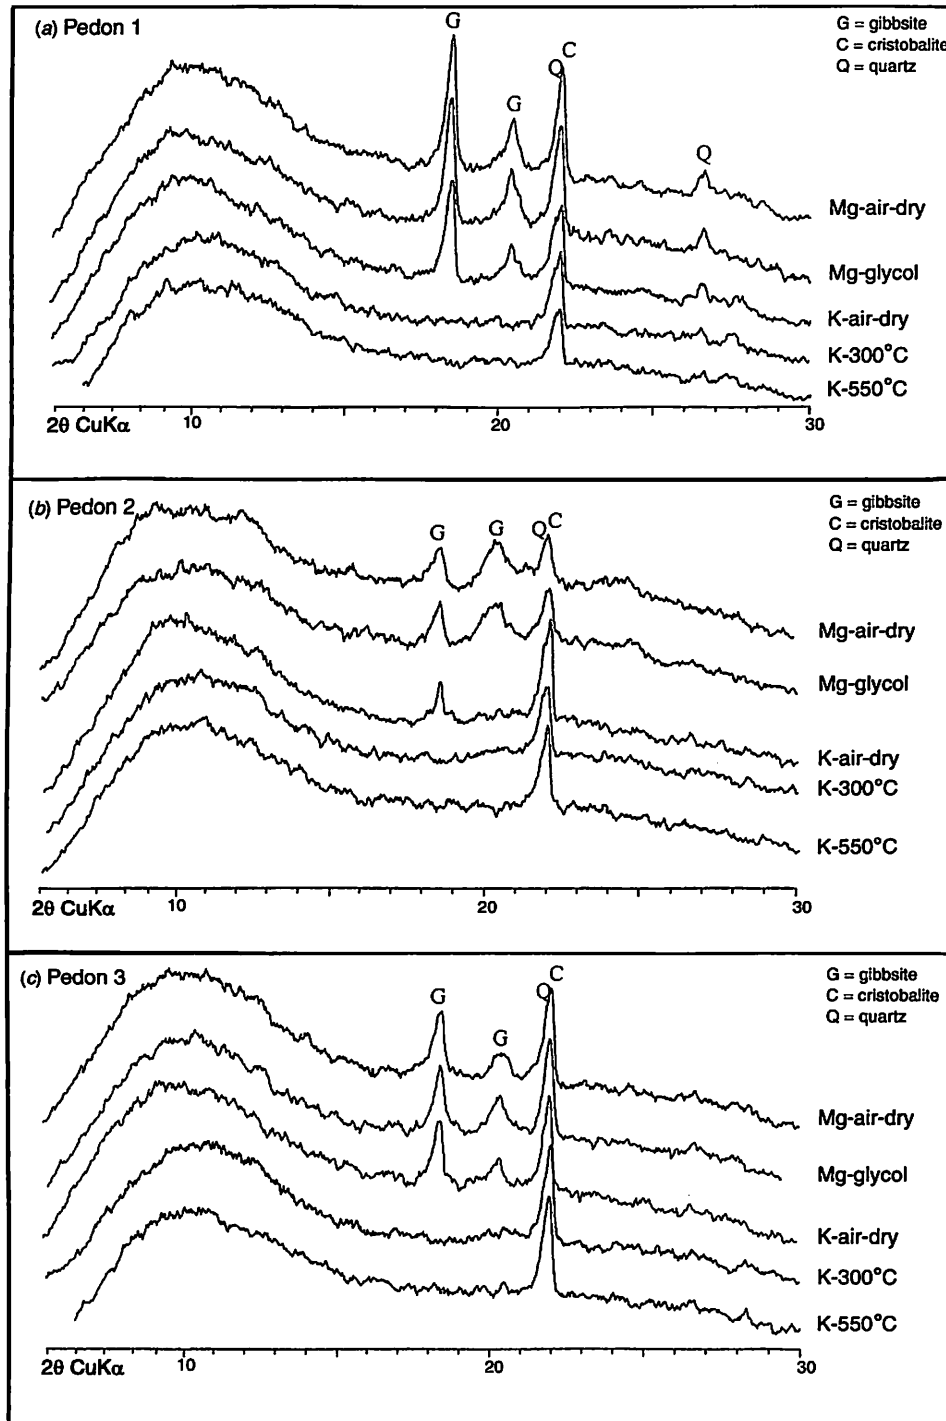 (a) Pedon 1
G = gibbsite
C = cristobalite
Q = quartz
G
G
C
Q
Q
Mg-air-dry
Mg-glycol
K-air-dry
K-300°C
K-550°C
2θ CuKα 10 20 30
(b) Pedon 2
G = gibbsite
C = cristobalite
Q = quartz
G
G
Q
C
Mg-air-dry
Mg-glycol
K-air-dry
K-300°C
K-550°C
2θ CuKα 10 20 30
(c) Pedon 3
G = gibbsite
C = cristobalite
Q = quartz
G
G
Q
C
Mg-air-dry
Mg-glycol
K-air-dry
K-300°C
K-550°C
2θ CuKα 10 20 30